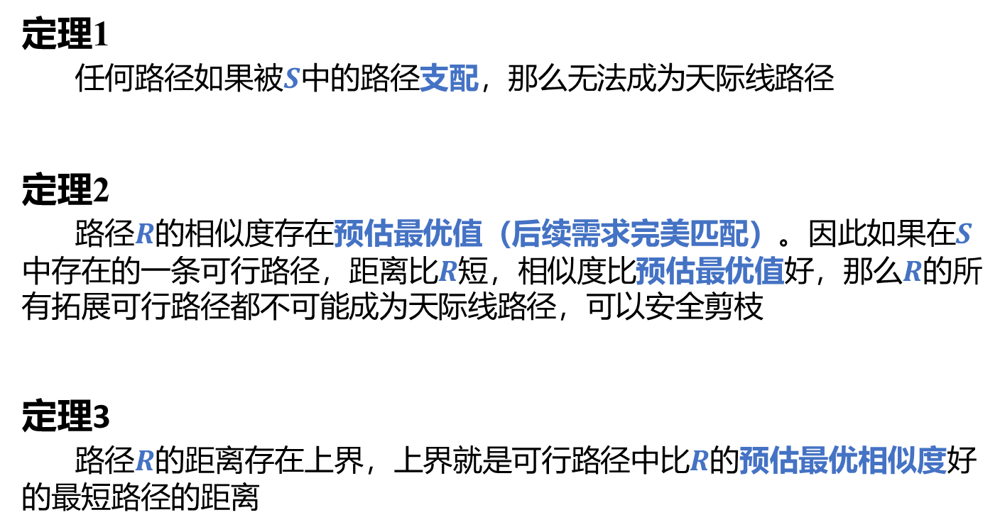 定理1
任何路径如果被S中的路径支配，那么无法成为天际线路径
定理2
路径R的相似度存在预估最优值（后续需求完美匹配）。因此如果在S
中存在的一条可行路径，距离比R短，相似度比预估最优值好，那么R的所
有拓展可行路径都不可能成为天际线路径，可以安全剪枝
定理3
路径R的距离存在上界，上界就是可行路径中比R的预估最优相似度好
的最短路径的距离